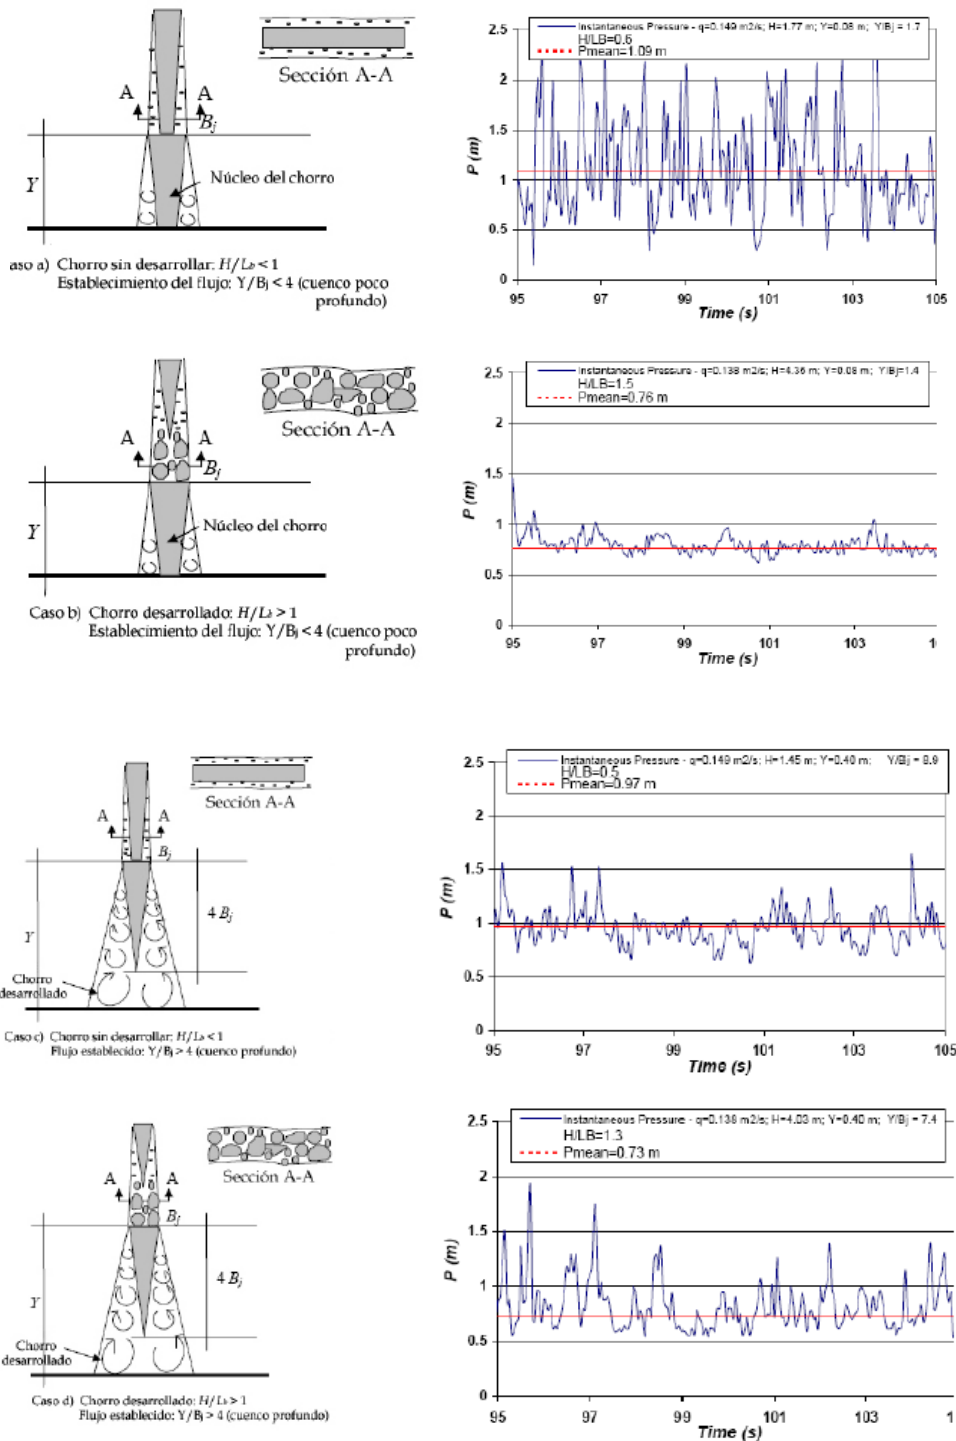 Sección A-A
A A
Bj
Y
Núcleo del chorro
aso a) Chorro sin desarrollar: H/Lb < 1
Establecimiento del flujo: Y/Bj < 4 (cuenco poco
profundo)
Instantaneous Pressure - q=0.149 m2/s; H=1.77 m; Y=0.08 m; Y/Bj = 1.7
H/LB=0.6
Pmean=1.09 m
2.5
2
1.5
1
0.5
0
P (m)
95 97 99 101 103 105
Time (s)
Sección A-A
A A
Bj
Y
Núcleo del chorro
Caso b) Chorro desarrollado: H/Lb > 1
Establecimiento del flujo: Y/Bj < 4 (cuenco poco
profundo)
Instantaneous Pressure - q=0.138 m2/s; H=4.36 m; Y=0.08 m; Y/Bj=1.4
H/LB=1.5
Pmean=0.76 m
2.5
2
1.5
1
0.5
0
P (m)
95 97 99 101 103 1
Time (s)
Sección A-A
A A
Bj
4 Bj
Y
Chorro
desarrollado
Caso c) Chorro sin desarrollar: H/Lb < 1
Flujo establecido: Y/Bj > 4 (cuenco profundo)
Instantaneous Pressure - q=0.149 m2/s; H=1.45 m; Y=0.40 m; Y/Bj = 8.9
H/LB=0.5
Pmean=0.97 m
2.5
2
1.5
1
0.5
0
P (m)
95 97 99 101 103 105
Time (s)
Sección A-A
A A
Bj
4 Bj
Y
Chorro
desarrollado
Caso d) Chorro desarrollado: H/Lb > 1
Flujo establecido: Y/Bj > 4 (cuenco profundo)
Instantaneous Pressure - q=0.138 m2/s; H=4.03 m; Y=0.40 m; Y/Bj = 7.4
H/LB=1.3
Pmean=0.73 m
2.5
2
1.5
1
0.5
0
P (m)
95 97 99 101 103 1
Time (s)